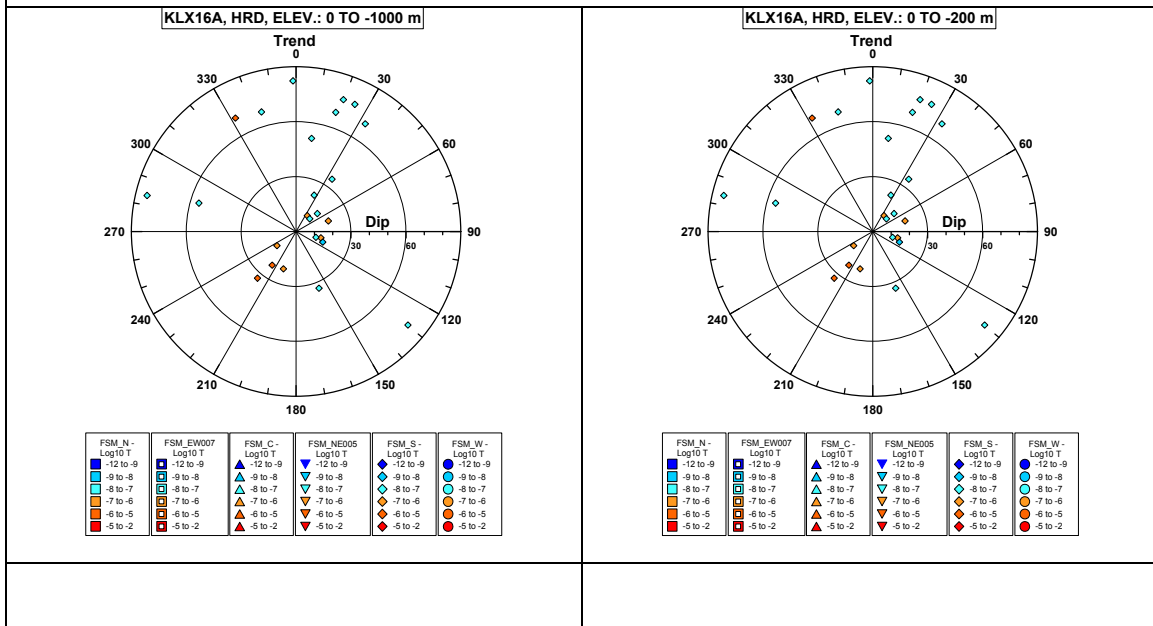 KLX16A, HRD, ELEV.: 0 TO -1000 m
Trend
0
330
30
300
60
Dip
270
30
60
90
240
120
210
150
180
FSM_N - FSM_EW007 FSM_C - FSM_NE005 FSM_S - FSM_W -
Log10 T Log10 T Log10 T Log10 T Log10 T Log10 T
-12 to -9 -12 to -9 -12 to -9 -12 to -9 -12 to -9 -12 to -9
-9 to -8 -9 to -8 -9 to -8 -9 to -8 -9 to -8 -9 to -8
-8 to -7 -8 to -7 -8 to -7 -8 to -7 -8 to -7 -8 to -7
-7 to -6 -7 to -6 -7 to -6 -7 to -6 -7 to -6 -7 to -6
-6 to -5 -6 to -5 -6 to -5 -6 to -5 -6 to -5 -6 to -5
-5 to -2 -5 to -2 -5 to -2 -5 to -2 -5 to -2 -5 to -2
KLX16A, HRD, ELEV.: 0 TO -200 m
Trend
0
330
30
300
60
Dip
270
30
60
90
240
120
210
150
180
FSM_N - FSM_EW007 FSM_C - FSM_NE005 FSM_S - FSM_W -
Log10 T Log10 T Log10 T Log10 T Log10 T Log10 T
-12 to -9 -12 to -9 -12 to -9 -12 to -9 -12 to -9 -12 to -9
-9 to -8 -9 to -8 -9 to -8 -9 to -8 -9 to -8 -9 to -8
-8 to -7 -8 to -7 -8 to -7 -8 to -7 -8 to -7 -8 to -7
-7 to -6 -7 to -6 -7 to -6 -7 to -6 -7 to -6 -7 to -6
-6 to -5 -6 to -5 -6 to -5 -6 to -5 -6 to -5 -6 to -5
-5 to -2 -5 to -2 -5 to -2 -5 to -2 -5 to -2 -5 to -2